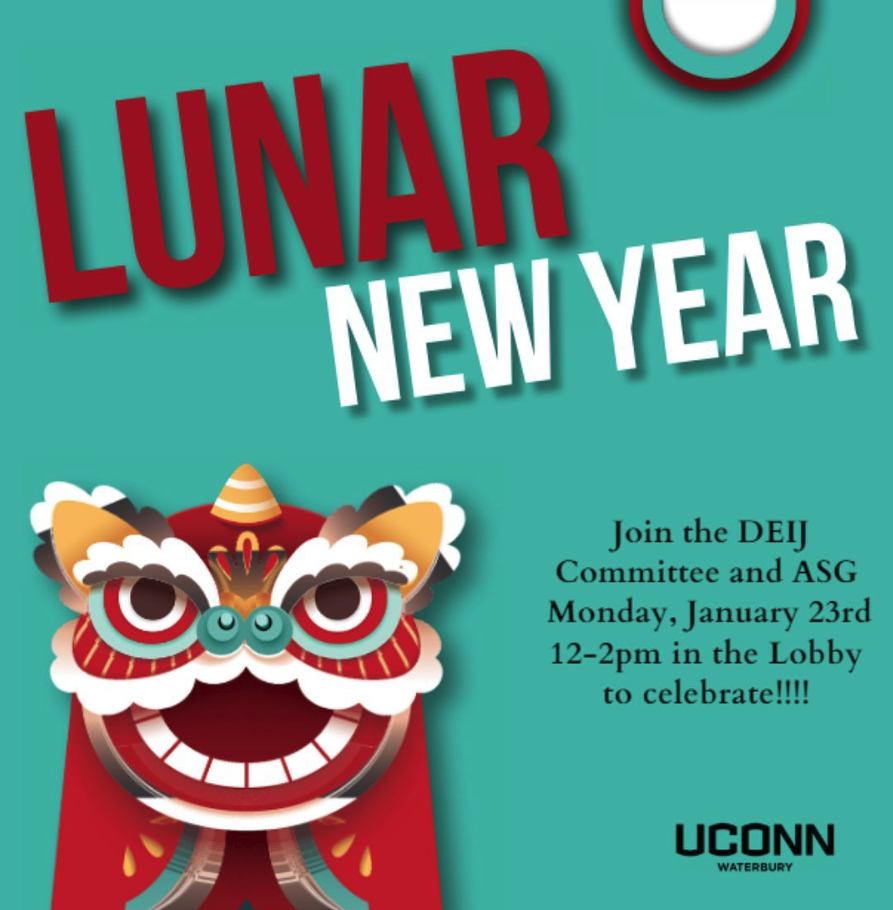 LUNAR
NEW YEAR
Join the DEIJ
Committee and ASG
Monday, January 23rd
12-2pm in the Lobby
to celebrate!!!!
UCONN
WATERBURY